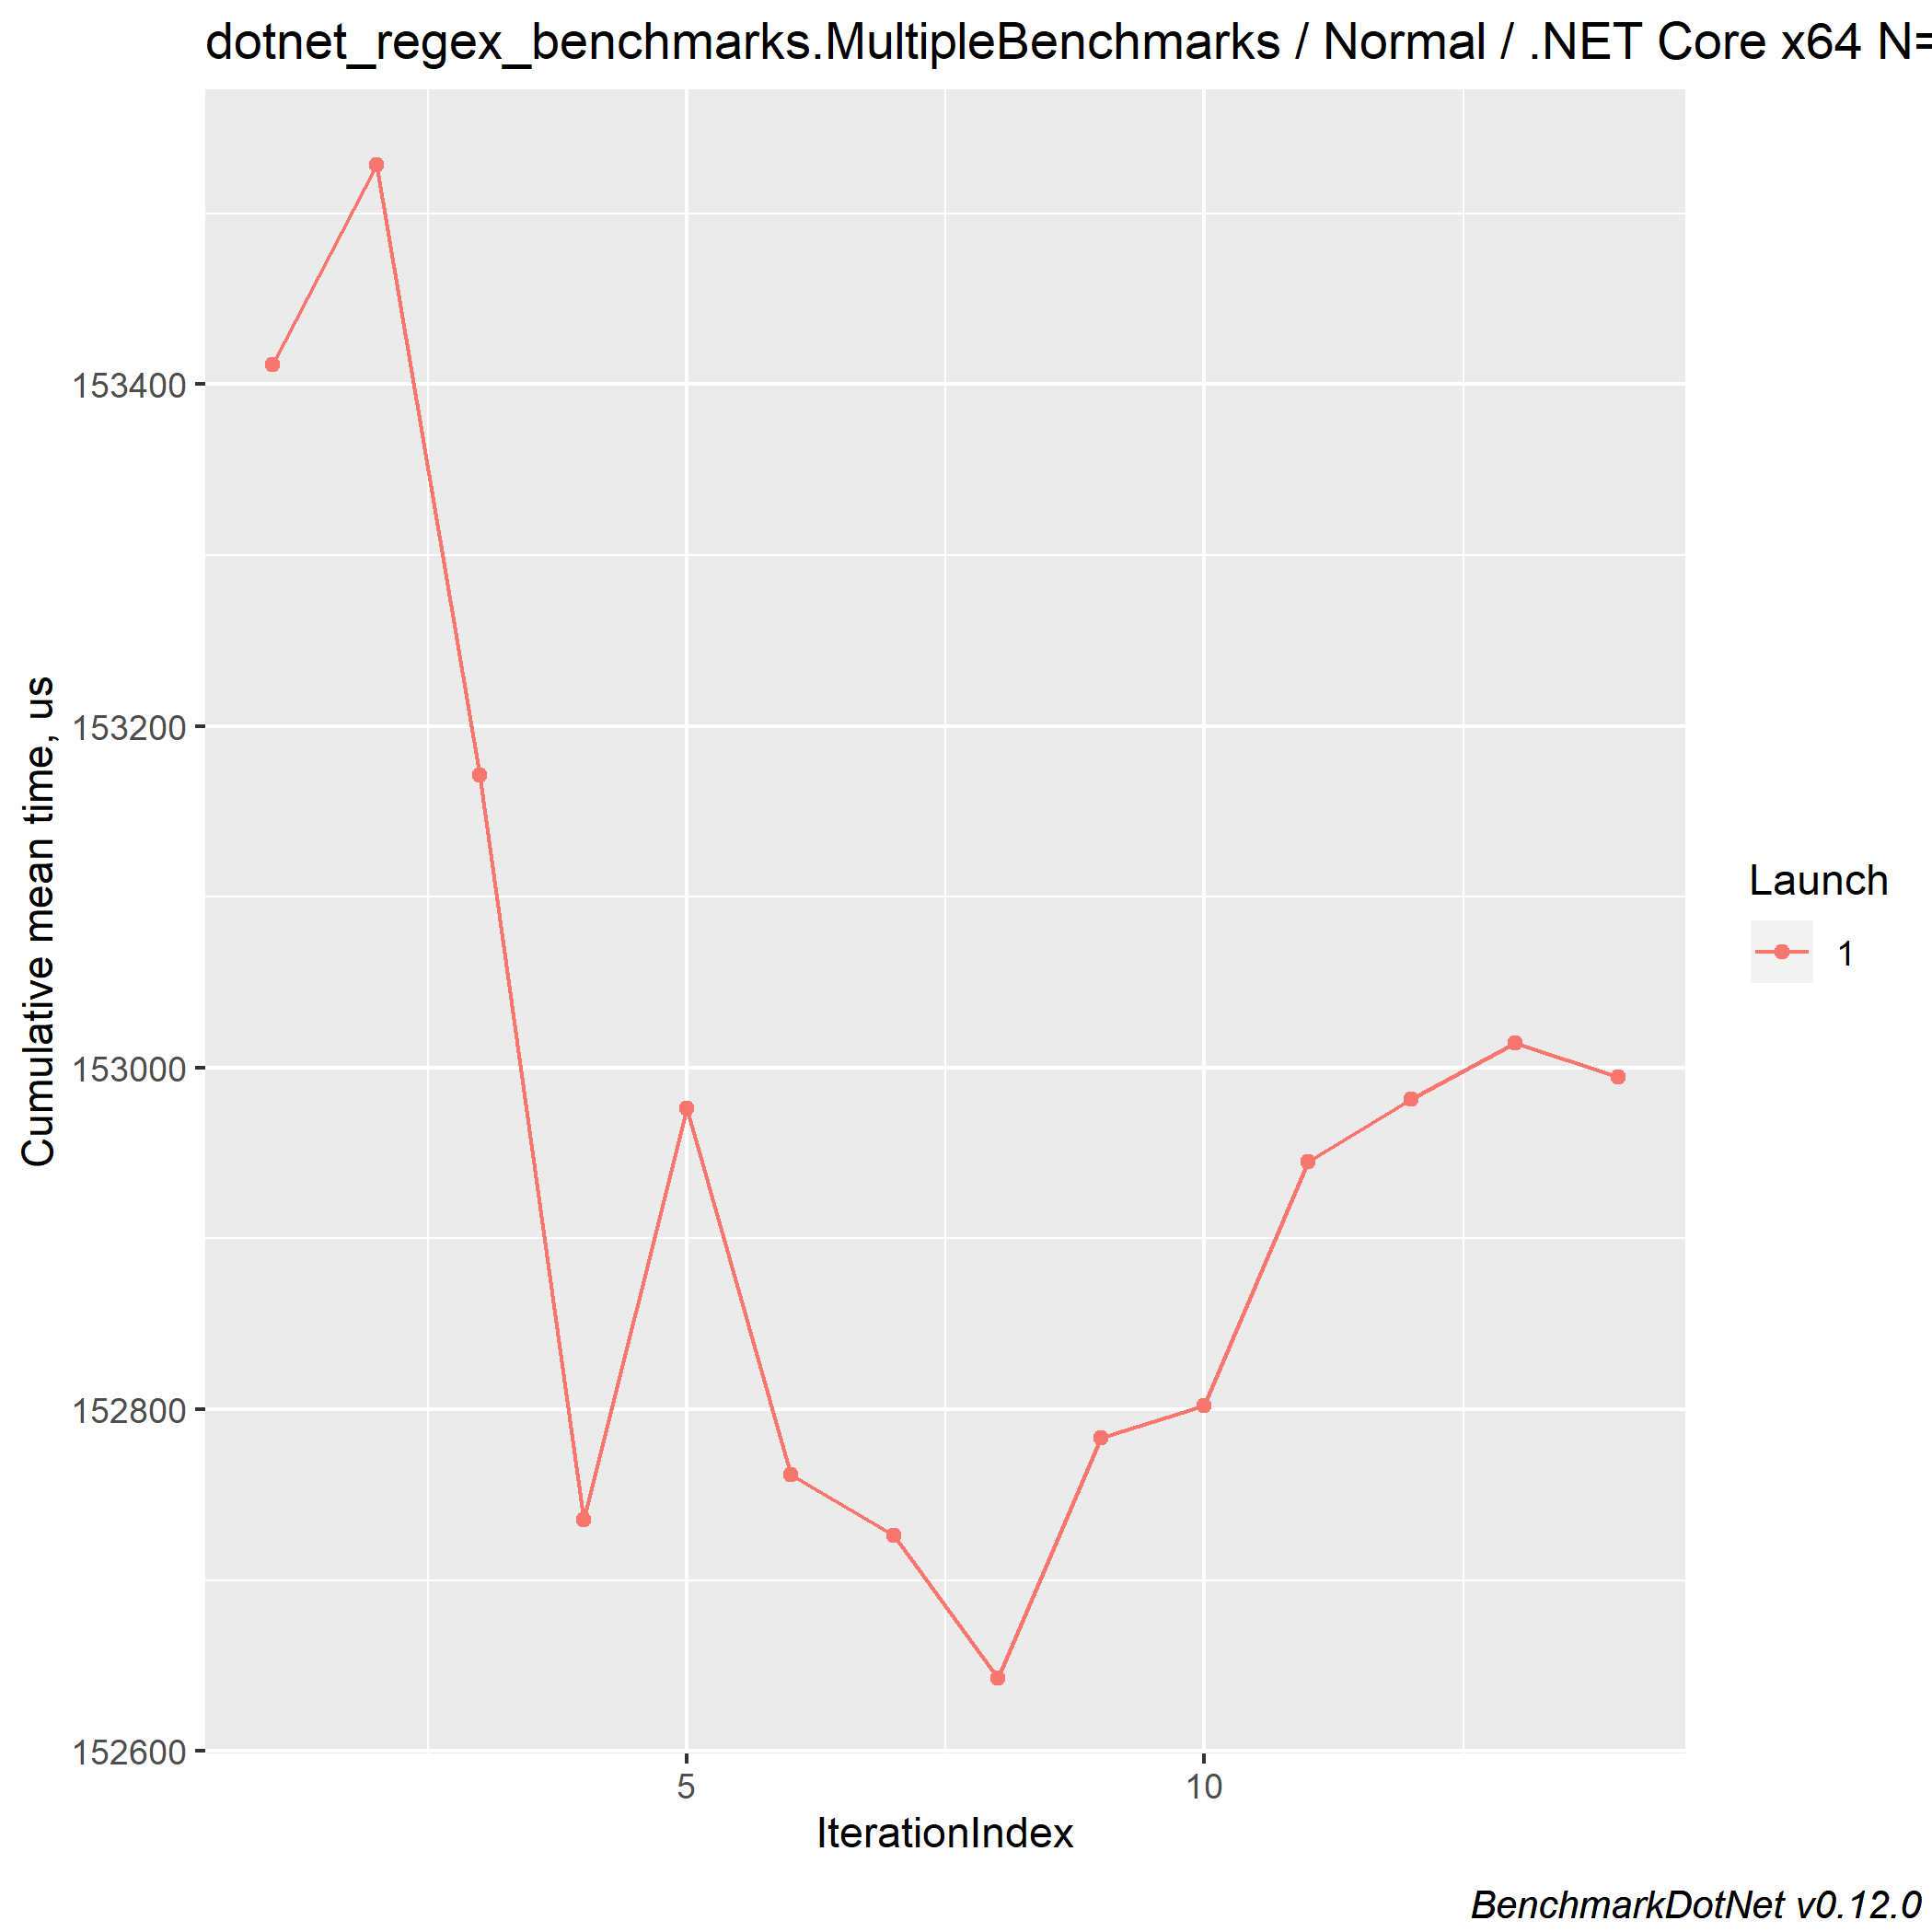 dotnet_regex_benchmarks.MultipleBenchmarks / Normal / .NET Core x64 N=
Cumulative mean time, us
153400
153200
153000
152800
152600
5
10
IterationIndex
Launch
1
BenchmarkDotNet v0.12.0